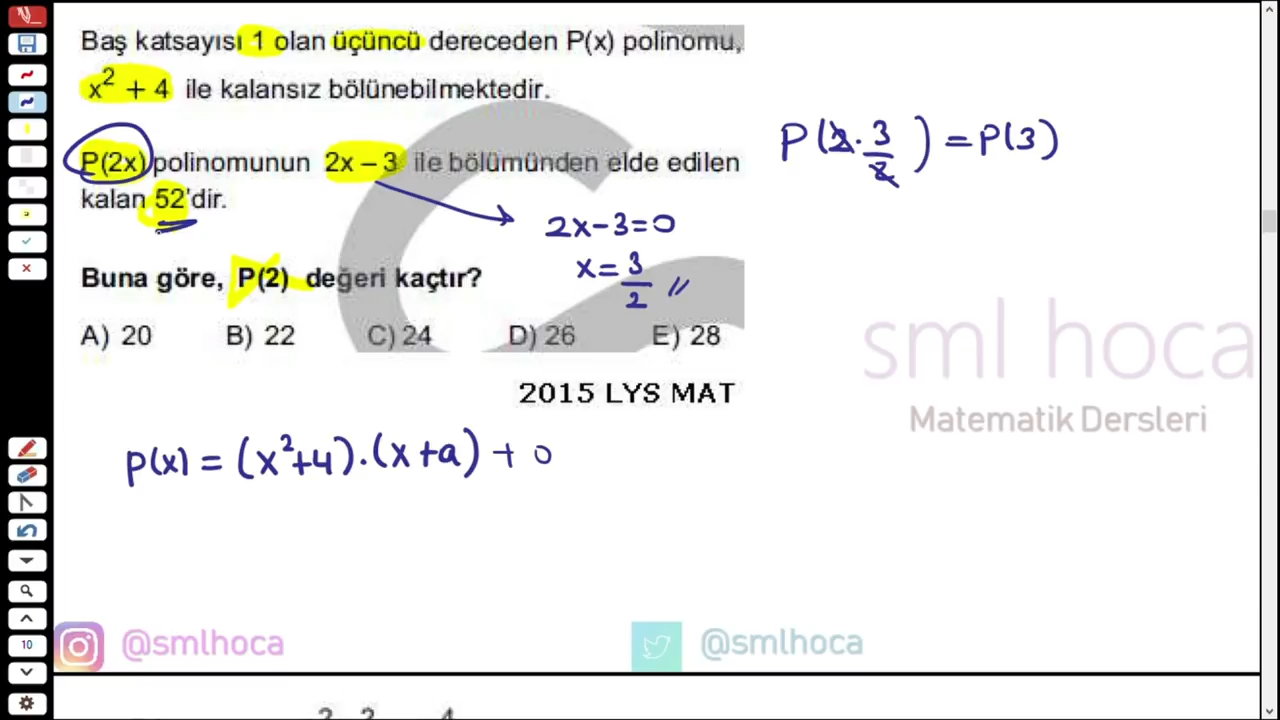 Baş katsayısı 1 olan üçüncü dereceden P(x) polinomu,
x² + 4 ile kalansız bölünebilmektedir.
P(2x) polinomunun 2x – 3 ile bölümünden elde edilen
kalan 52'dir.
P(2 · 3/2) = P(3)
2x – 3 = 0
x = 3/2 //
Buna göre, P(2) değeri kaçtır?
A) 20 B) 22 C) 24 D) 26 E) 28
2015 LYS MAT
sml hoca
Matematik Dersleri
P(x) = (x²+4).(x+a) + 0
@smlhoca @smlhoca
10